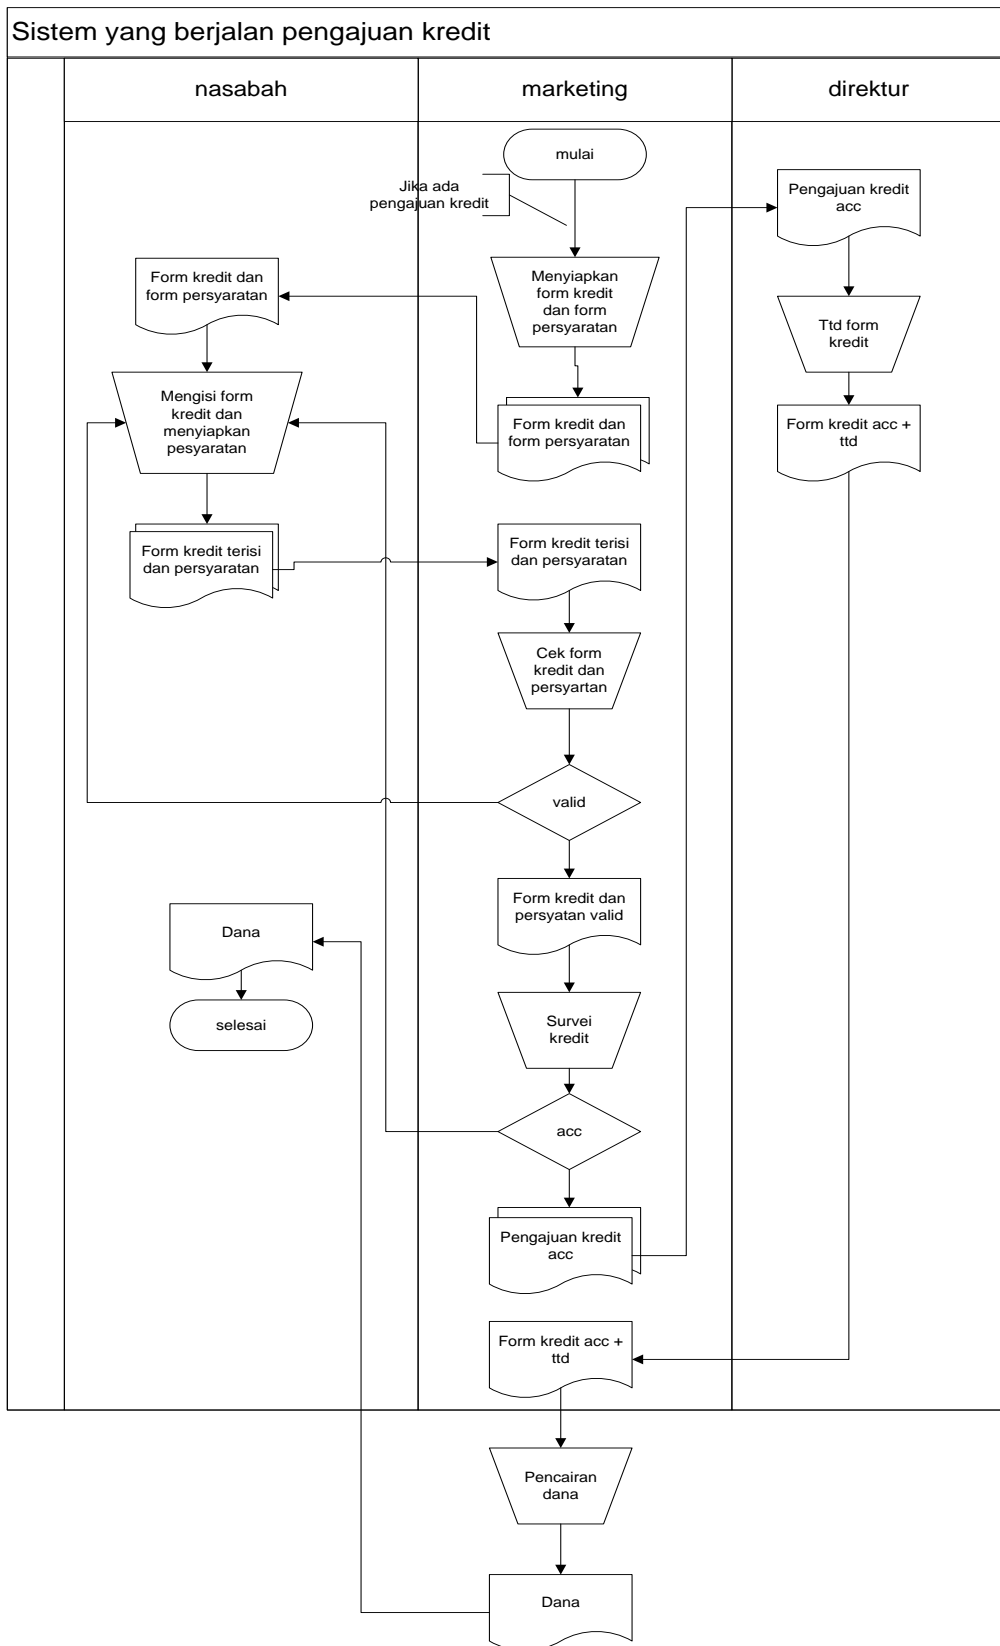 Sistem yang berjalan pengajuan kredit
nasabah
marketing
direktur
mulai
Jika ada
pengajuan kredit
Pengajuan kredit
acc
Menyiapkan
form kredit
dan form
persyaratan
Form kredit dan
form persyaratan
Ttd form
kredit
Mengisi form
kredit dan
menyiapkan
pesyaratan
Form kredit dan
form persyaratan
Form kredit acc +
ttd
Form kredit terisi
dan persyaratan
Form kredit terisi
dan persyaratan
Cek form
kredit dan
persyartan
valid
Form kredit dan
persyatan valid
Dana
selesai
Survei
kredit
acc
Pengajuan kredit
acc
Form kredit acc +
ttd
Pencairan
dana
Dana